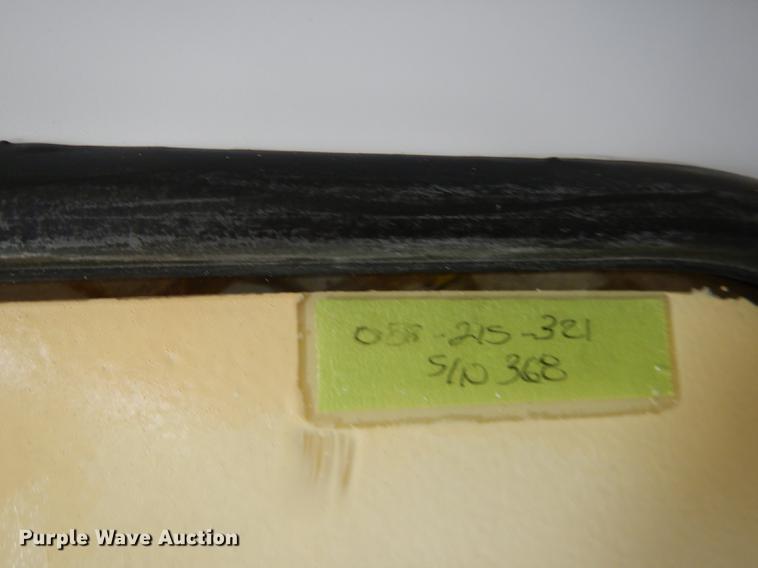 058-215-321
S/N 368
Purple Wave Auction